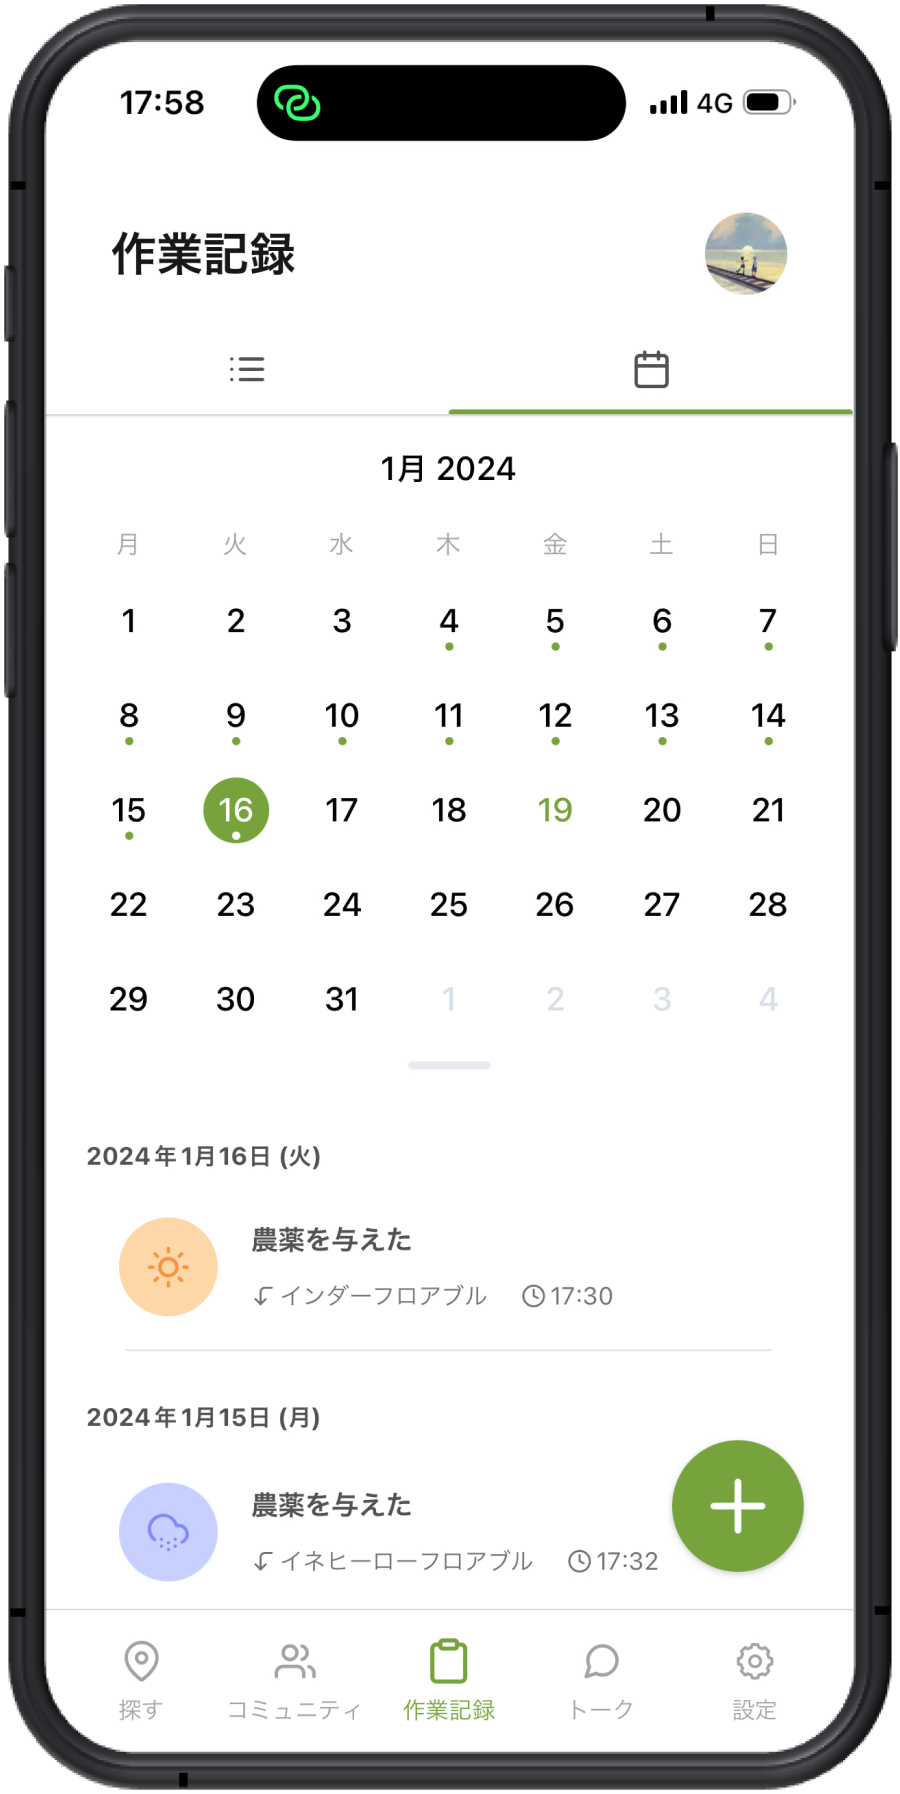 17:58 4G
作業記録
1月 2024
月 火 水 木 金 土 日
1 2 3 4 5 6 7
8 9 10 11 12 13 14
15 16 17 18 19 20 21
22 23 24 25 26 27 28
29 30 31 1 2 3 4
2024年1月16日 (火)
農薬を与えた
インダーフロアブル 17:30
2024年1月15日 (月)
農薬を与えた
イネヒーローフロアブル 17:32
探す コミュニティ 作業記録 トーク 設定